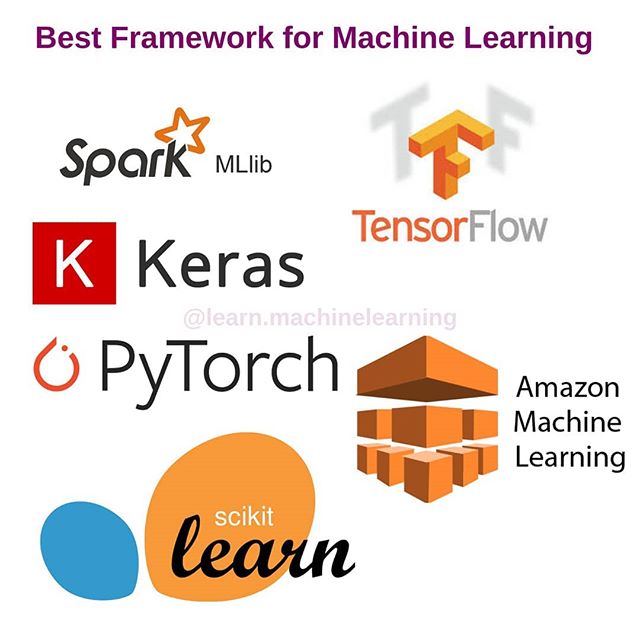 Best Framework for Machine Learning
Spark MLlib
TensorFlow
K Keras
@learn.machinelearning
PyTorch
Amazon
Machine
Learning
scikit
learn